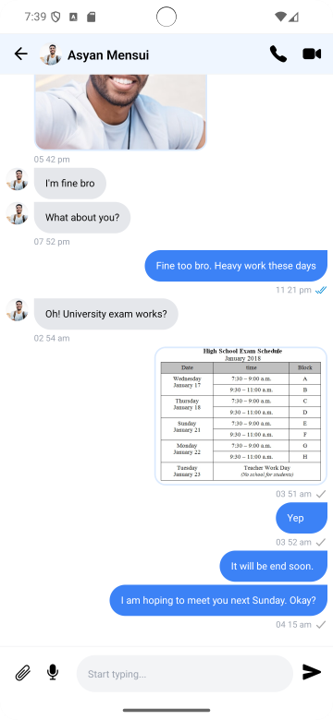 7:39
Asyan Mensui
05 42 pm
I'm fine bro
What about you?
07 52 pm
Fine too bro. Heavy work these days
11 21 pm
Oh! University exam works?
02 54 am
High School Exam Schedule
January 2018
Date time Block
Wednesday January 17 7:30 – 9:00 a.m. A
9:30 – 11:00 a.m. B
Thursday January 18 7:30 – 9:00 a.m. C
9:30 – 11:00 a.m. D
Sunday January 21 7:30 – 9:00 a.m. E
9:30 – 11:00 a.m. F
Monday January 22 7:30 – 9:00 a.m. G
9:30 – 11:00 a.m. H
Tuesday January 23 Teacher Work Day
(No school for students)
03 51 am
Yep
03 52 am
It will be end soon.
I am hoping to meet you next Sunday. Okay?
04 15 am
Start typing...